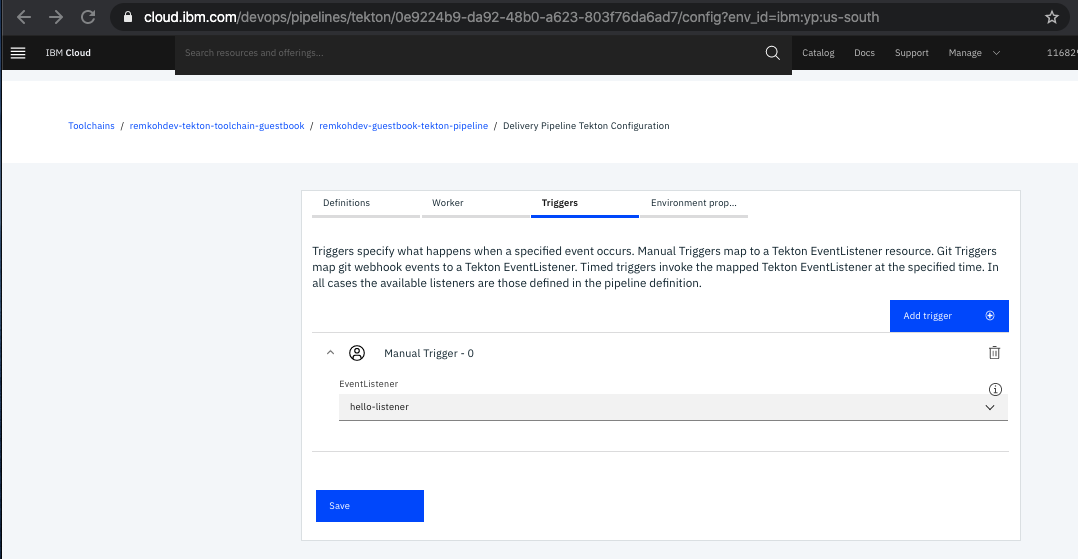 cloud.ibm.com/devops/pipelines/tekton/0e9224b9-da92-48b0-a623-803f76da6ad7/config?env_id=ibm:yp:us-south
IBM Cloud
Search resources and offerings...
Catalog
Docs
Support
Manage
Toolchains / remkohdev-tekton-toolchain-guestbook / remkohdev-guestbook-tekton-pipeline / Delivery Pipeline Tekton Configuration
Definitions
Worker
Triggers
Environment prop...
Triggers specify what happens when a specified event occurs. Manual Triggers map to a Tekton EventListener resource. Git Triggers
map git webhook events to a Tekton EventListener. Timed triggers invoke the mapped Tekton EventListener at the specified time. In
all cases the available listeners are those defined in the pipeline definition.
Add trigger
Manual Trigger - 0
EventListener
hello-listener
Save